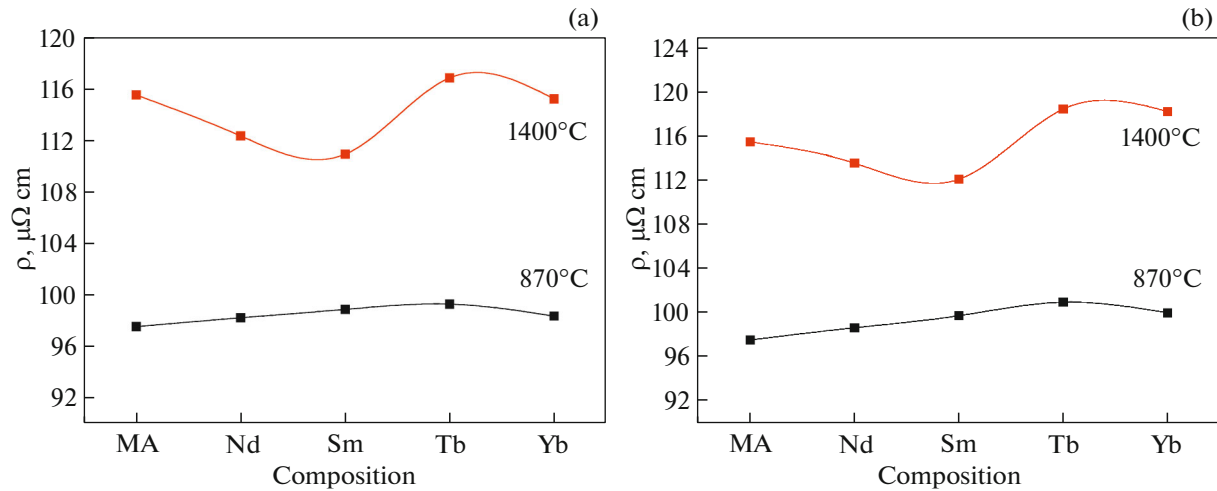 (a)
120
116
112
108
104
100
96
92
ρ, μΩ cm
1400°C
870°C
MA Nd Sm Tb Yb
Composition
(b)
124
120
116
112
108
104
100
96
92
ρ, μΩ cm
1400°C
870°C
MA Nd Sm Tb Yb
Composition